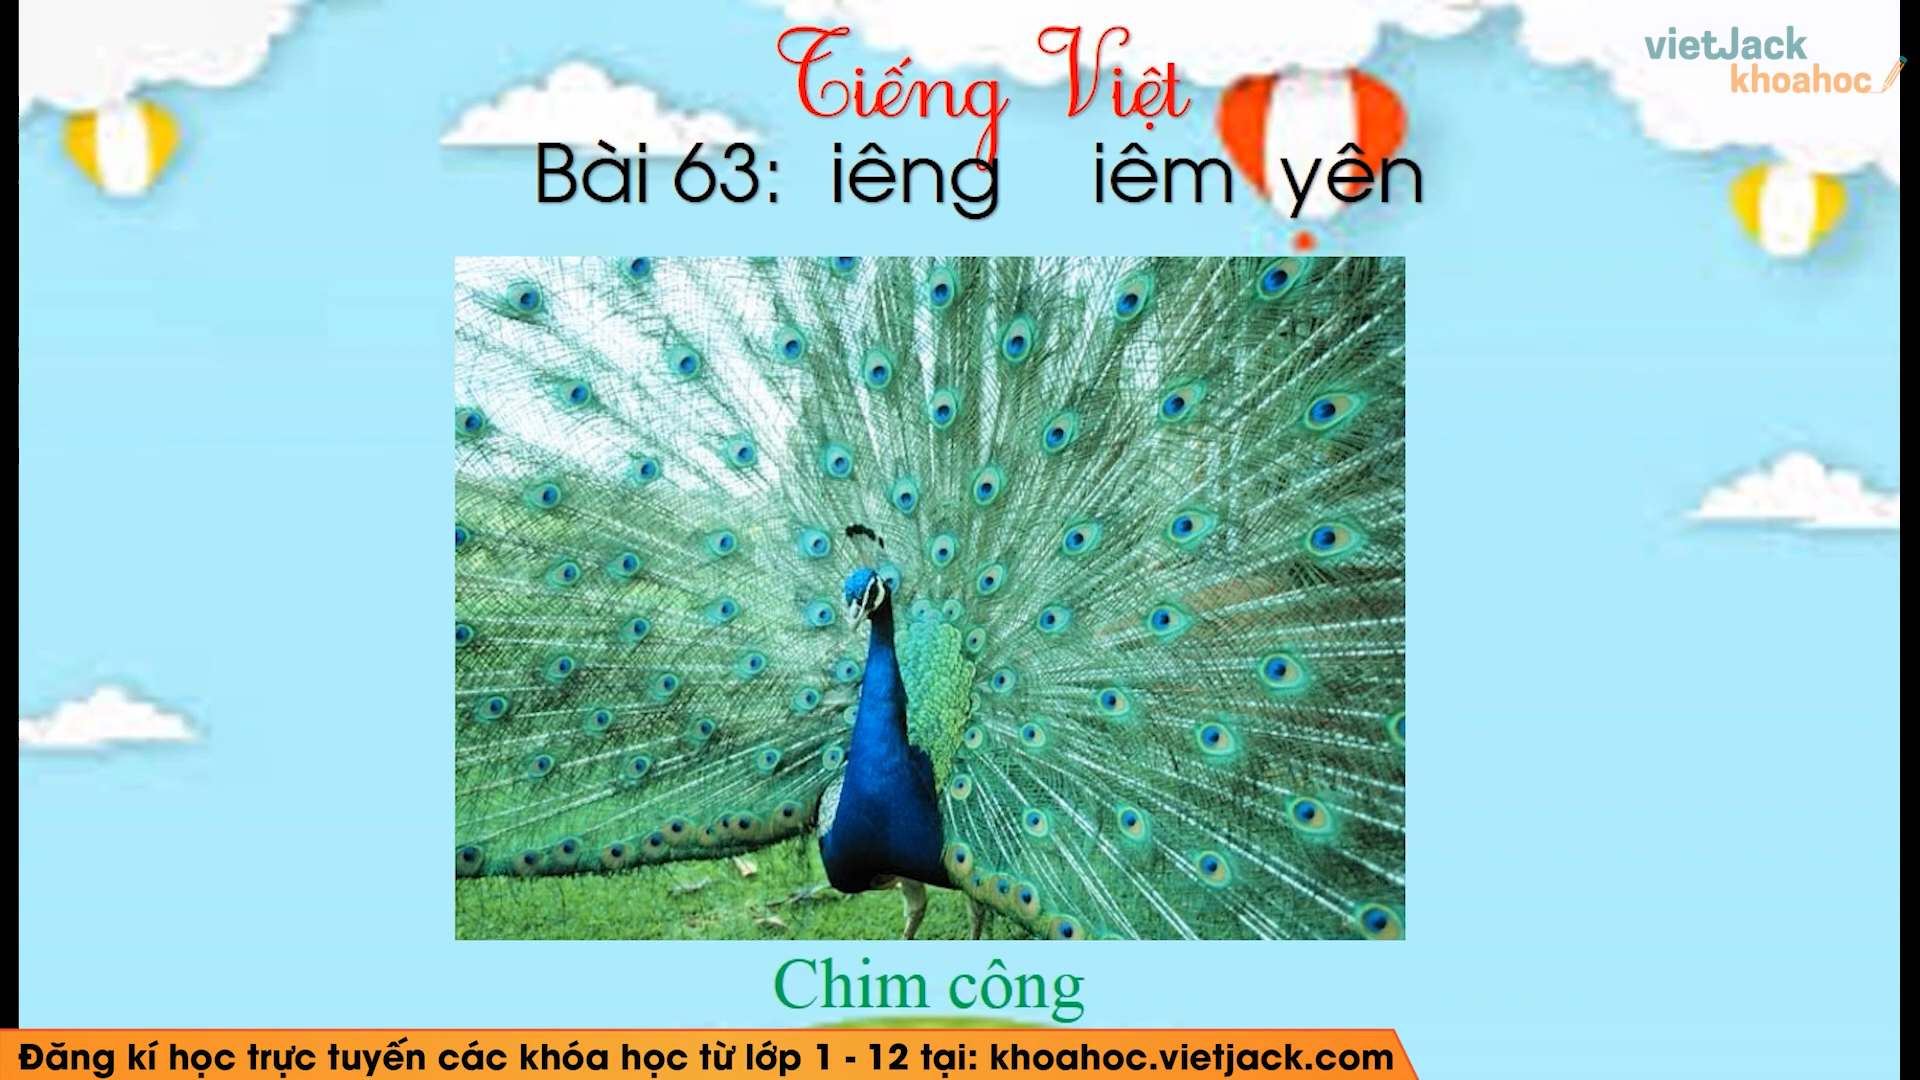 vietJack
khoahoc
Tiếng Việt
Bài 63: iêng iêm yên
Chim công
Đăng kí học trực tuyến các khóa học từ lớp 1 - 12 tại: khoahoc.vietjack.com